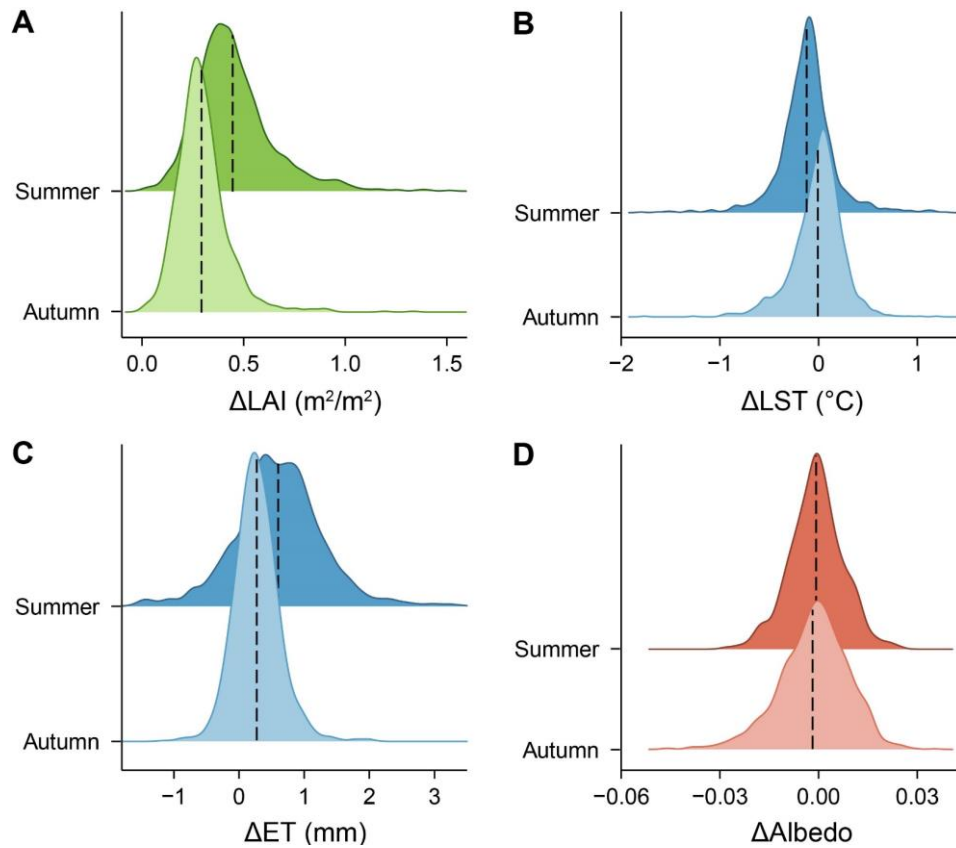 A
Summer
Autumn
0.0 0.5 1.0 1.5
ΔLAI (m²/m²)
B
Summer
Autumn
−2 −1 0 1
ΔLST (°C)
C
Summer
Autumn
−1 0 1 2 3
ΔET (mm)
D
Summer
Autumn
−0.06 −0.03 0.00 0.03
ΔAlbedo